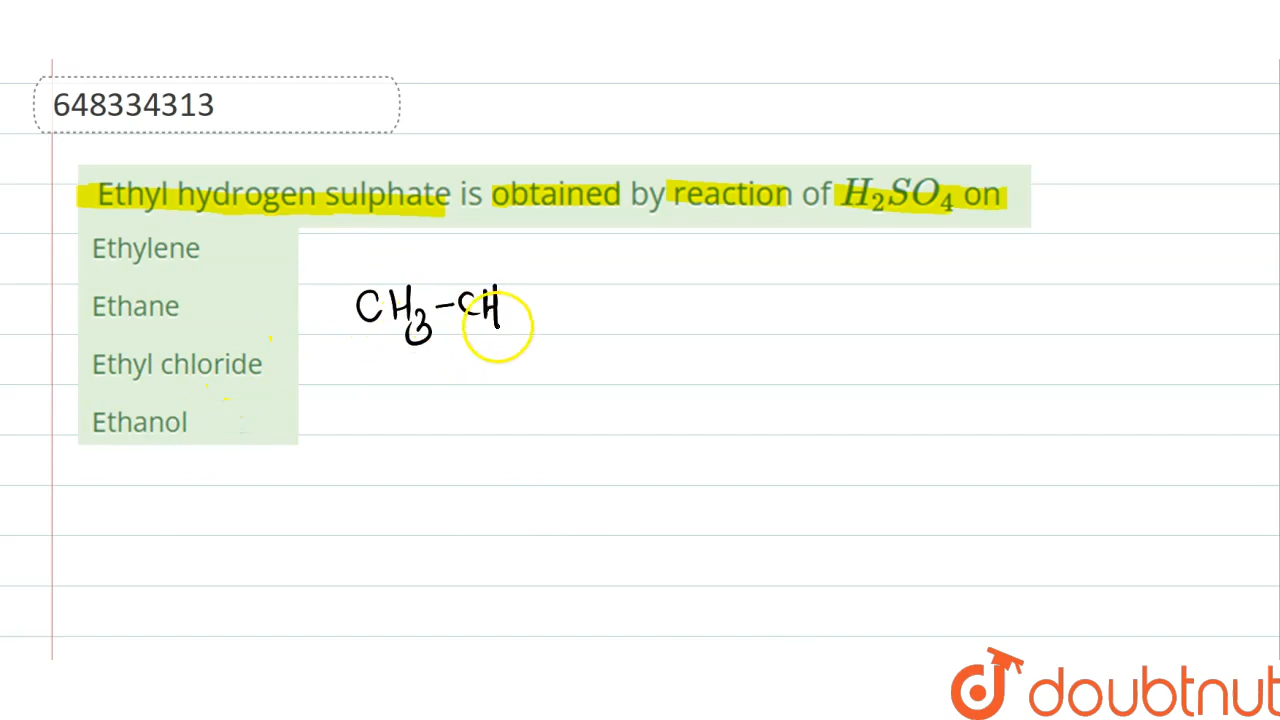 648334313
Ethyl hydrogen sulphate is obtained by reaction of H₂SO₄ on
Ethylene
Ethane
CH₃-CH
Ethyl chloride
Ethanol
doubtnut